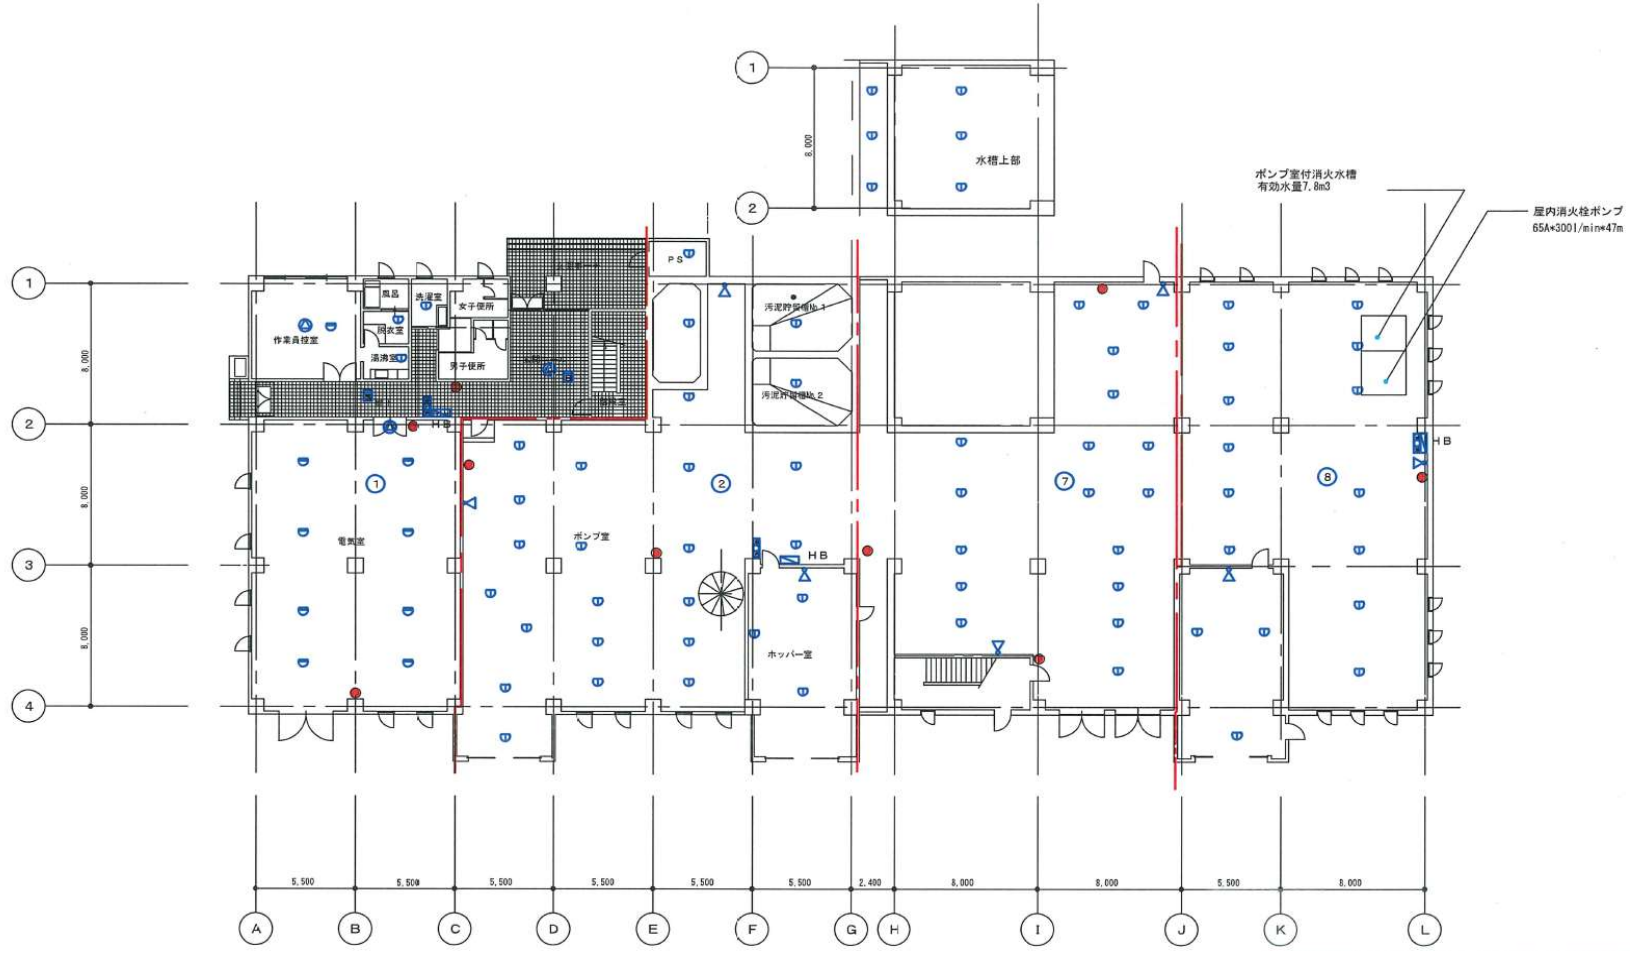 1
8,000
水槽上部
2
ポンプ室付消火水槽
有効水量7.8m3
屋内消火栓ポンプ
65A*300l/min*47m
PS
1
風呂
洗濯室
女子便所
汚泥貯留槽No.1
脱衣室
作業員控室
湯沸室
男子便所
8,000
汚泥貯留槽No.2
2
HB
HB
1
2
7
8
8,000
電気室
ポンプ室
HB
3
8,000
ホッパー室
4
5,500
5,500
5,500
5,500
5,500
5,500
2,400
8,000
8,000
5,500
8,000
A
B
C
D
E
F
G
H
I
J
K
L